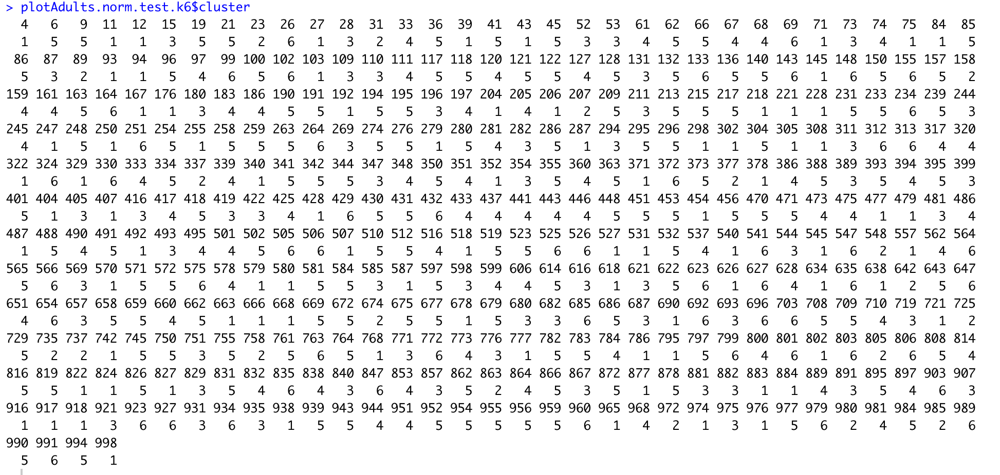 > plotAdults.norm.test.k6$cluster
4 6 9 11 12 15 19 21 23 26 27 28 31 33 36 39 41 43 45 52 53 61 62 66 67 68 69 71 73 74 75 84 85
1 5 5 1 1 3 5 5 2 6 1 3 2 4 5 1 5 1 5 3 3 4 5 5 4 4 6 1 3 4 1 1 5
86 87 89 93 94 96 97 99 100 102 103 109 110 111 117 118 120 121 122 127 128 131 132 133 136 140 143 145 148 150 155 157 158
5 3 2 1 1 5 4 6 5 6 1 3 3 4 5 5 4 5 5 4 5 3 5 6 5 5 6 1 6 5 6 5 2
159 161 163 164 167 176 180 183 186 190 191 192 194 195 196 197 204 205 206 207 209 211 213 215 217 218 221 228 231 233 234 239 244
4 4 5 6 1 1 3 4 4 5 5 1 5 5 3 4 1 4 1 2 5 3 5 5 5 1 1 1 5 5 6 5 3
245 247 248 250 251 254 255 258 259 263 264 269 274 276 279 280 281 282 286 287 294 295 296 298 302 304 305 308 311 312 313 317 320
4 1 5 1 6 5 1 5 5 5 6 3 5 5 1 5 4 3 5 1 3 5 5 1 1 5 1 1 3 6 6 4 4
322 324 329 330 333 334 337 339 340 341 342 344 347 348 350 351 352 354 355 360 363 371 372 373 377 378 386 388 389 393 394 395 399
1 6 1 6 4 5 2 4 1 5 5 5 3 4 5 4 1 3 5 4 5 1 6 5 2 1 4 5 3 5 4 5 3
401 404 405 407 416 417 418 419 422 425 428 429 430 431 432 433 437 441 443 446 448 451 453 454 456 470 471 473 475 477 479 481 486
5 1 3 1 3 4 5 3 3 4 1 6 5 5 6 4 4 4 4 4 5 5 5 1 5 5 5 4 4 1 1 3 4
487 488 490 491 492 493 495 501 502 505 506 507 510 512 516 518 519 523 525 526 527 531 532 537 540 541 544 545 547 548 557 562 564
1 5 4 5 1 3 4 4 5 6 6 1 5 5 4 1 5 5 6 6 1 1 5 4 1 6 3 1 6 2 1 4 6
565 566 569 570 571 572 575 578 579 580 581 584 585 587 597 598 599 606 614 616 618 621 622 623 626 627 628 634 635 638 642 643 647
5 6 3 1 5 5 6 4 1 1 5 5 3 1 5 3 4 4 5 3 1 3 5 6 1 6 4 1 6 1 2 5 6
651 654 657 658 659 660 662 663 666 668 669 672 674 675 677 678 679 680 682 685 686 687 690 692 693 696 703 708 709 710 719 721 725
4 6 3 5 5 4 5 1 1 1 5 5 2 5 5 1 5 3 3 6 5 3 1 6 3 6 6 5 5 4 3 1 2
729 735 737 742 745 750 751 755 758 761 763 764 768 771 772 773 776 777 782 783 784 786 795 797 799 800 801 802 803 805 806 808 814
5 2 2 1 5 5 3 5 2 5 6 5 1 3 6 4 3 1 5 5 4 1 1 5 6 4 6 1 6 2 6 5 4
816 819 822 824 826 827 829 831 832 835 838 840 847 853 857 862 863 864 866 867 872 877 878 881 882 883 884 889 891 895 897 903 907
5 5 1 1 5 1 3 5 4 6 4 3 6 4 3 5 2 4 5 3 5 1 5 3 3 1 1 4 3 5 4 6 3
916 917 918 921 923 927 931 934 935 938 939 943 944 951 952 954 955 956 959 960 965 968 972 974 975 976 977 979 980 981 984 985 989
1 1 1 3 6 6 3 6 3 1 5 5 4 4 5 5 5 5 5 6 1 4 2 1 3 1 5 6 2 4 5 2 6
990 991 994 998
5 6 5 1